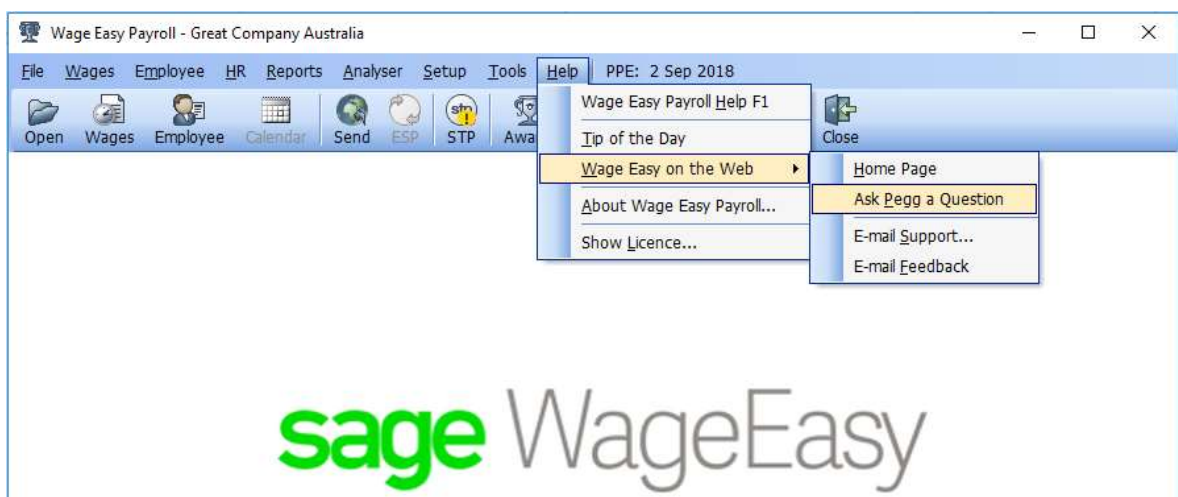 Wage Easy Payroll - Great Company Australia
File Wages Employee HR Reports Analyser Setup Tools Help PPE: 2 Sep 2018
Open Wages Employee Calendar Send ESP STP Awa Close
stp
Wage Easy Payroll Help F1
Tip of the Day
Wage Easy on the Web
About Wage Easy Payroll...
Show Licence...
Home Page
Ask Pegg a Question
E-mail Support...
E-mail Feedback
sage WageEasy